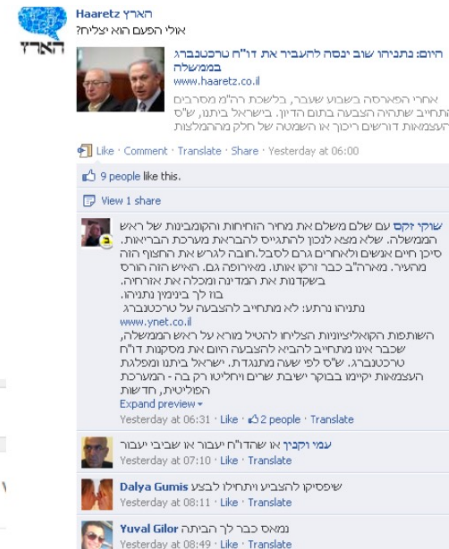 Haaretz הארץ
אולי הפעם הוא יצליח?
הארץ
היום: נתניהו שוב ינסה להעביר את דו"ח טרכטנברג
בממשלה
www.haaretz.co.il
אחרי הפארסה בשבוע שעבר, בלשכת רה"מ מסרבים
התחייב שתהיה הצבעה בתום הדיון. בישראל ביתנו, ש"ס
העצמאות דורשים ריכוך או השמטה של חלק מההמלצות
Like · Comment · Translate · Share · Yesterday at 06:00
9 people like this.
View 1 share
שוקי זקס עם שלם משלם את מחיר הזחיחות והקומבינות של ראש
הממשלה. שלא מצא לנכון להתגייס להבראת מערכת הבריאות.
סיכן חיים אנשים ולאחרים גרם לסבל.חובה לגרש את החצוף הזה
מהעיר. מארה"ב כבר זרקו אותו. מאירופה גם. האיש הזה הורס
בשקדנות את המדינה ומכלה את אזרחיה.
בוז לך בינימין נתניהו.
נתניהו נרתע: לא מתחייב להצבעה על טרכטנברג
www.ynet.co.il
השותפות הקואליציוניות הצליחו להטיל מורא על ראש הממשלה,
שכבר אינו מתחייב להביא להצבעה היום את מסקנות דו"ח
טרכטנברג. ש"ס לפי שעה מתנגדת. ישראל ביתנו ומפלגת
העצמאות יקיימו בבוקר ישיבת שרים ויחליטו רק בה - המערכת
הפוליטית, חדשות
Expand preview
Yesterday at 06:31 · Like · 2 people · Translate
עמי וקנין או שהדו"ח יעבור או שביבי יעבור
Yesterday at 07:10 · Like · Translate
Dalya Gumis שיפסיקו להצביע ויתחילו לבצע
Yesterday at 08:11 · Like · Translate
Yuval Gilor נמאס כבר לך הביתה
Yesterday at 08:49 · Like · Translate